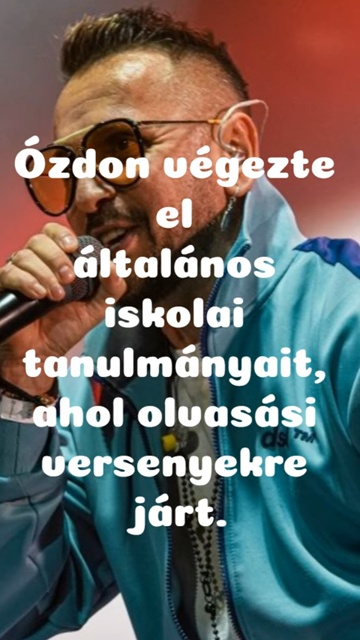 Ózdon végezte
el
általános
iskolai
tanulmányait,
ahol olvasási
versenyekre
járt.